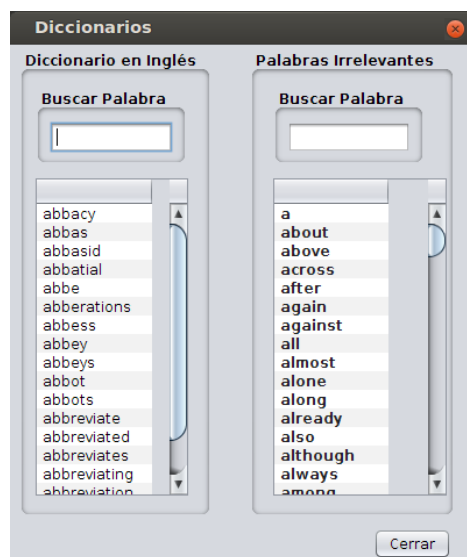 Diccionarios
Diccionario en Inglés
Buscar Palabra
abbacy
abbas
abbasid
abbatial
abbe
abberations
abbess
abbey
abbeys
abbot
abbots
abbreviate
abbreviated
abbreviates
abbreviating
abbreviation
Palabras Irrelevantes
Buscar Palabra
a
about
above
across
after
again
against
all
almost
alone
along
already
also
although
always
among
Cerrar